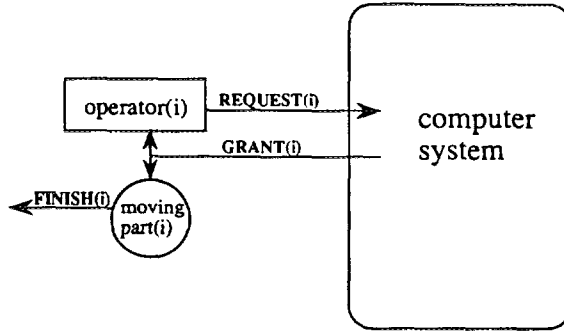 operator(i)
REQUEST(i)
computer
system
GRANT(i)
FINISH(i)
moving
part(i)